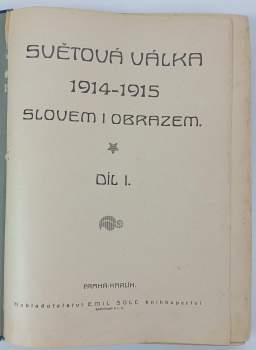 SVĚTOVÁ VÁLKA
1914-1915
SLOVEM I OBRAZEM.
DÍL I.
PRAHA-KARLÍN.
Nakladatelství EMIL ŠOLC knihkupectví